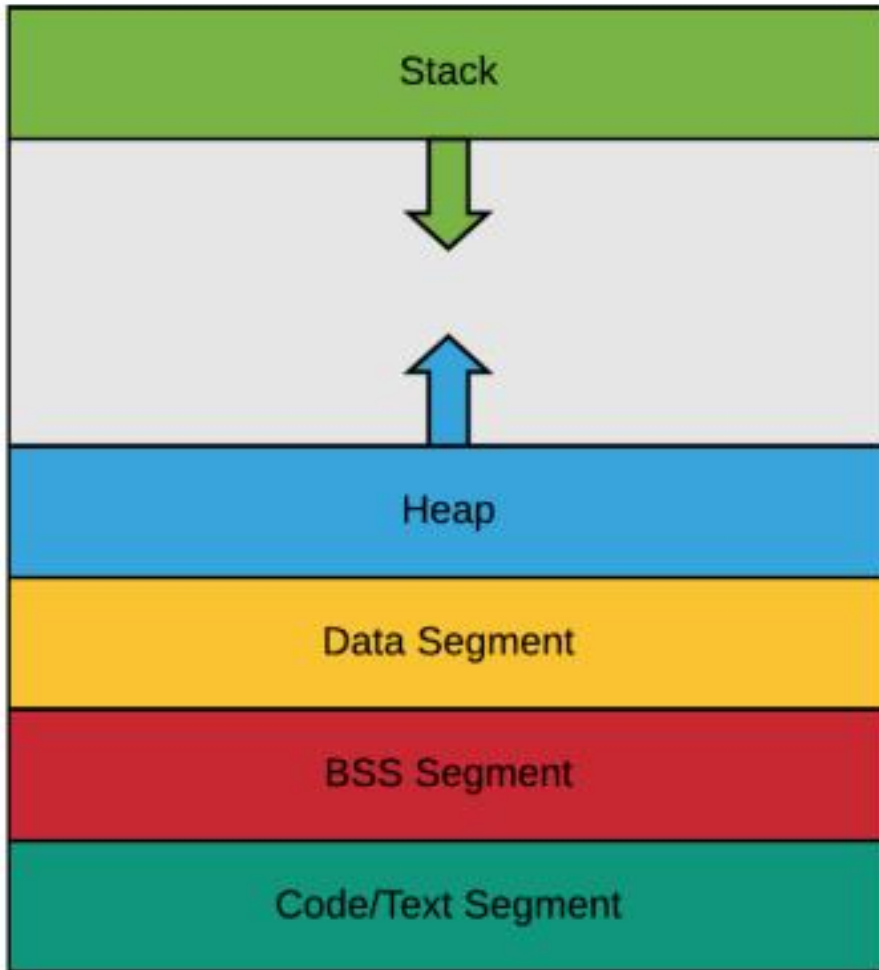 Stack
Heap
Data Segment
BSS Segment
Code/Text Segment